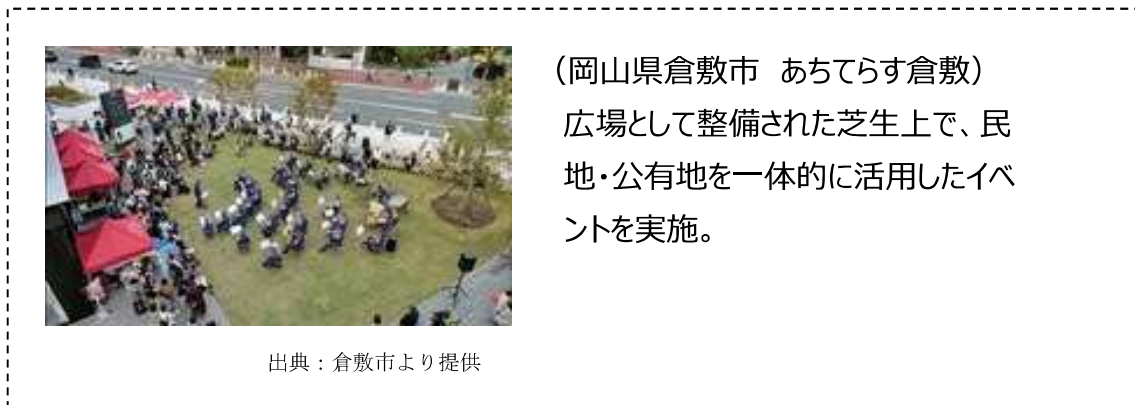 （岡山県倉敷市　あちてらす倉敷）
広場として整備された芝生上で、民
地・公有地を一体的に活用したイベ
ントを実施。
出典：倉敷市より提供